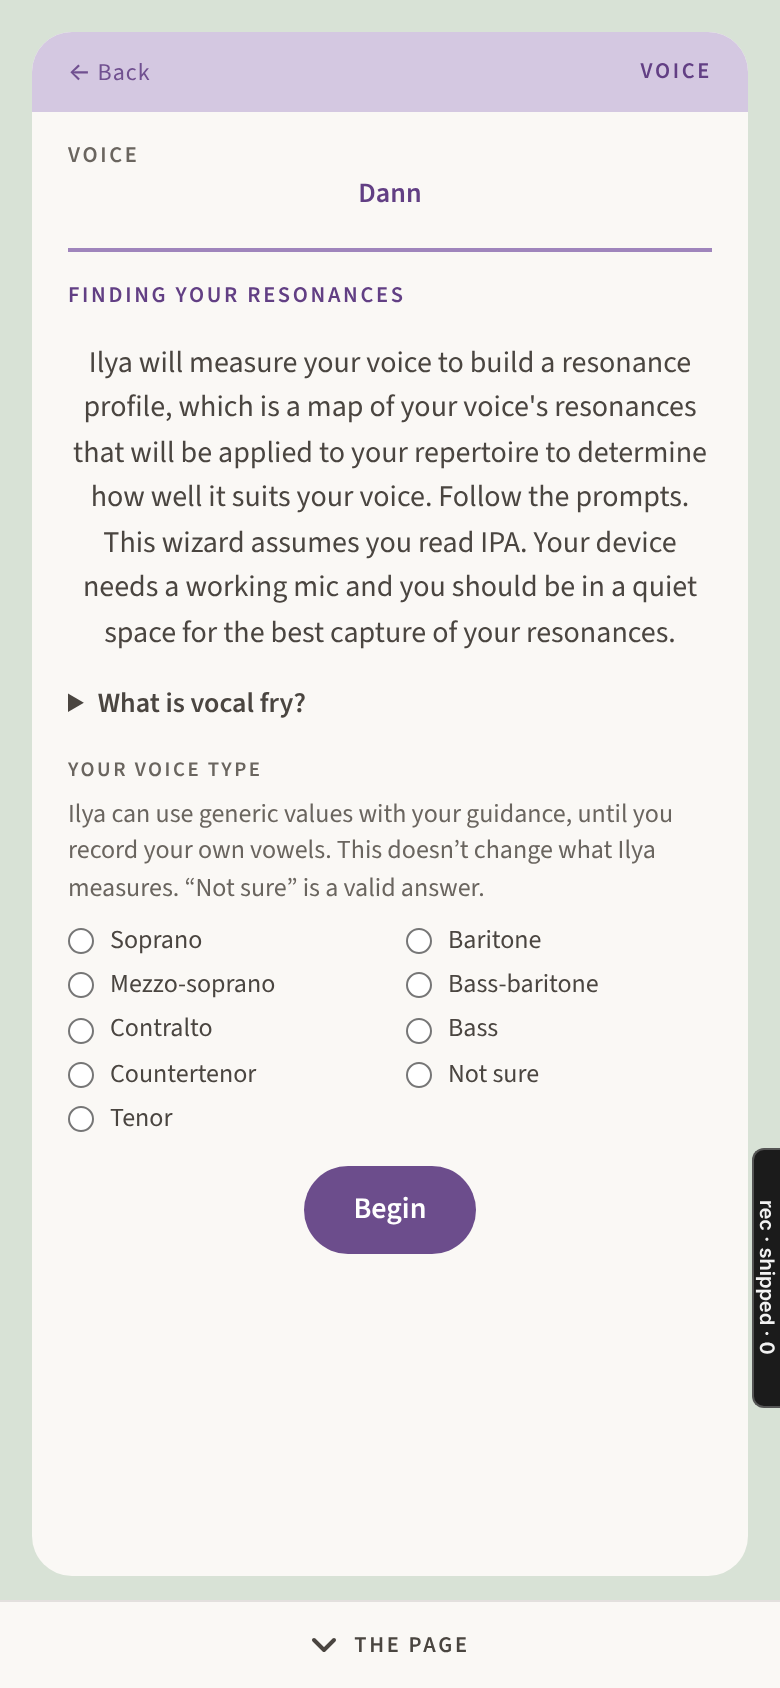 ← Back
VOICE
VOICE
Dann
FINDING YOUR RESONANCES
Ilya will measure your voice to build a resonance
profile, which is a map of your voice's resonances
that will be applied to your repertoire to determine
how well it suits your voice. Follow the prompts.
This wizard assumes you read IPA. Your device
needs a working mic and you should be in a quiet
space for the best capture of your resonances.
▶ What is vocal fry?
YOUR VOICE TYPE
Ilya can use generic values with your guidance, until you
record your own vowels. This doesn’t change what Ilya
measures. “Not sure” is a valid answer.
Soprano
Mezzo-soprano
Contralto
Countertenor
Tenor
Baritone
Bass-baritone
Bass
Not sure
Begin
rec · shipped · 0
THE PAGE